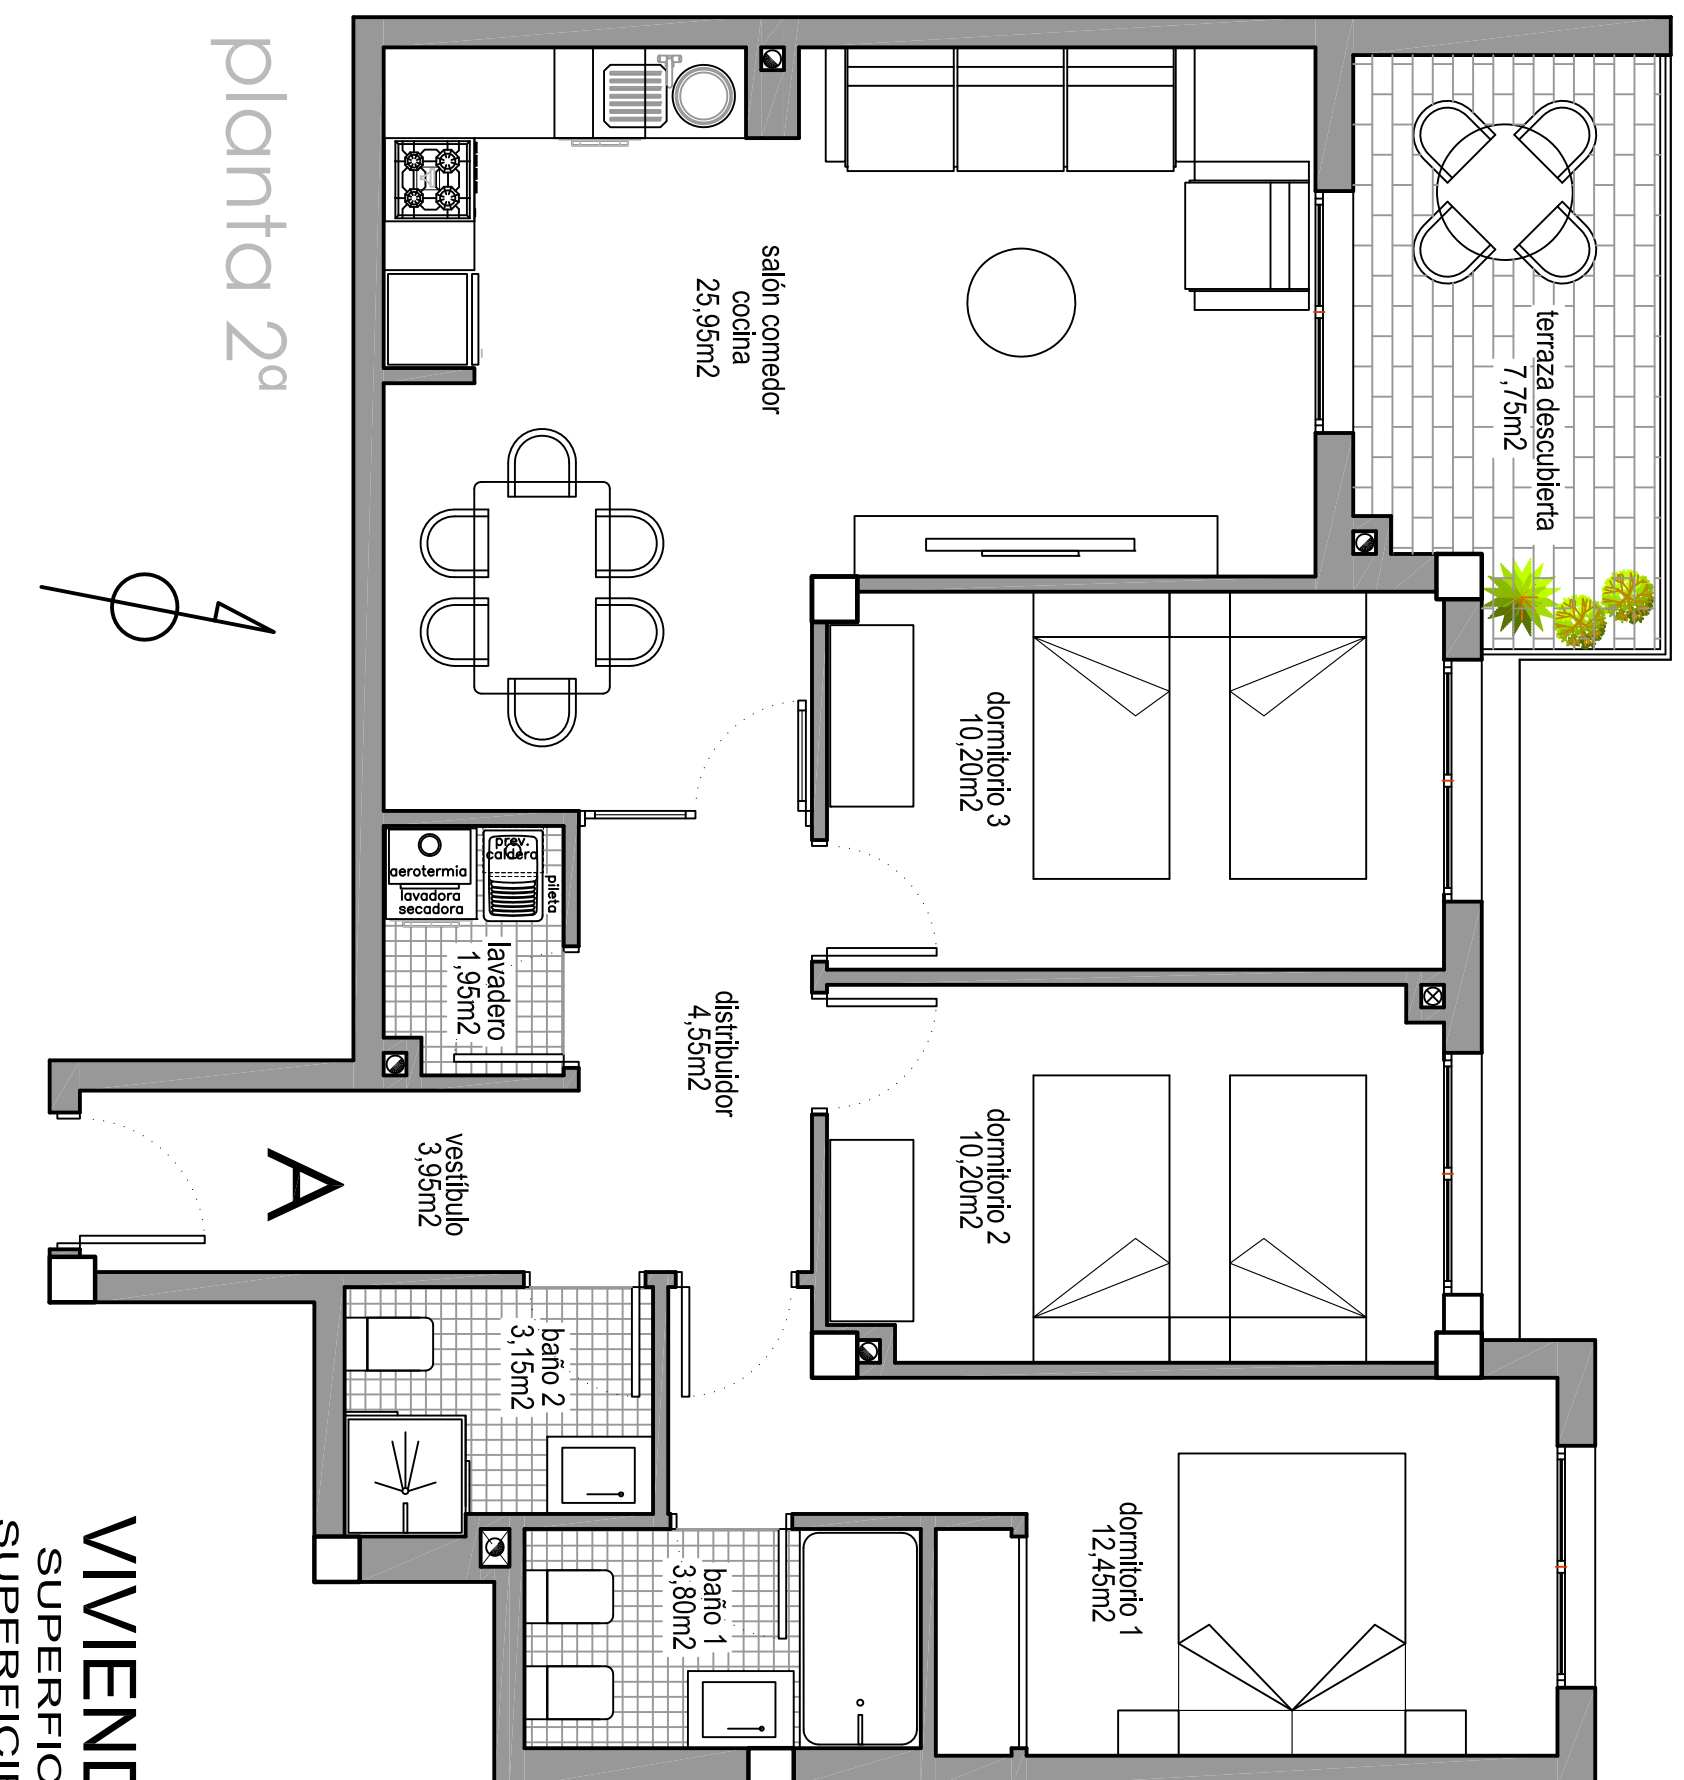 planta 2ª
terraza descubierta
7,75m2
salón comedor
cocina
25,95m2
dormitorio 3
10,20m2
prev.
caldera
aerotermia
pileta
lavadora
secadora
lavadero
1,95m2
distribuidor
4,55m2
dormitorio 2
10,20m2
vestíbulo
3,95m2
A
baño 2
3,15m2
dormitorio 1
12,45m2
baño 1
3,80m2